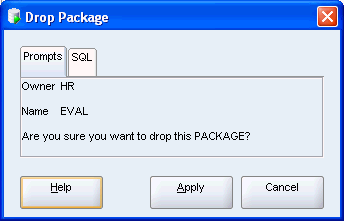 Drop Package
Prompts SQL
Owner HR
Name EVAL
Are you sure you want to drop this PACKAGE?
Help Apply Cancel